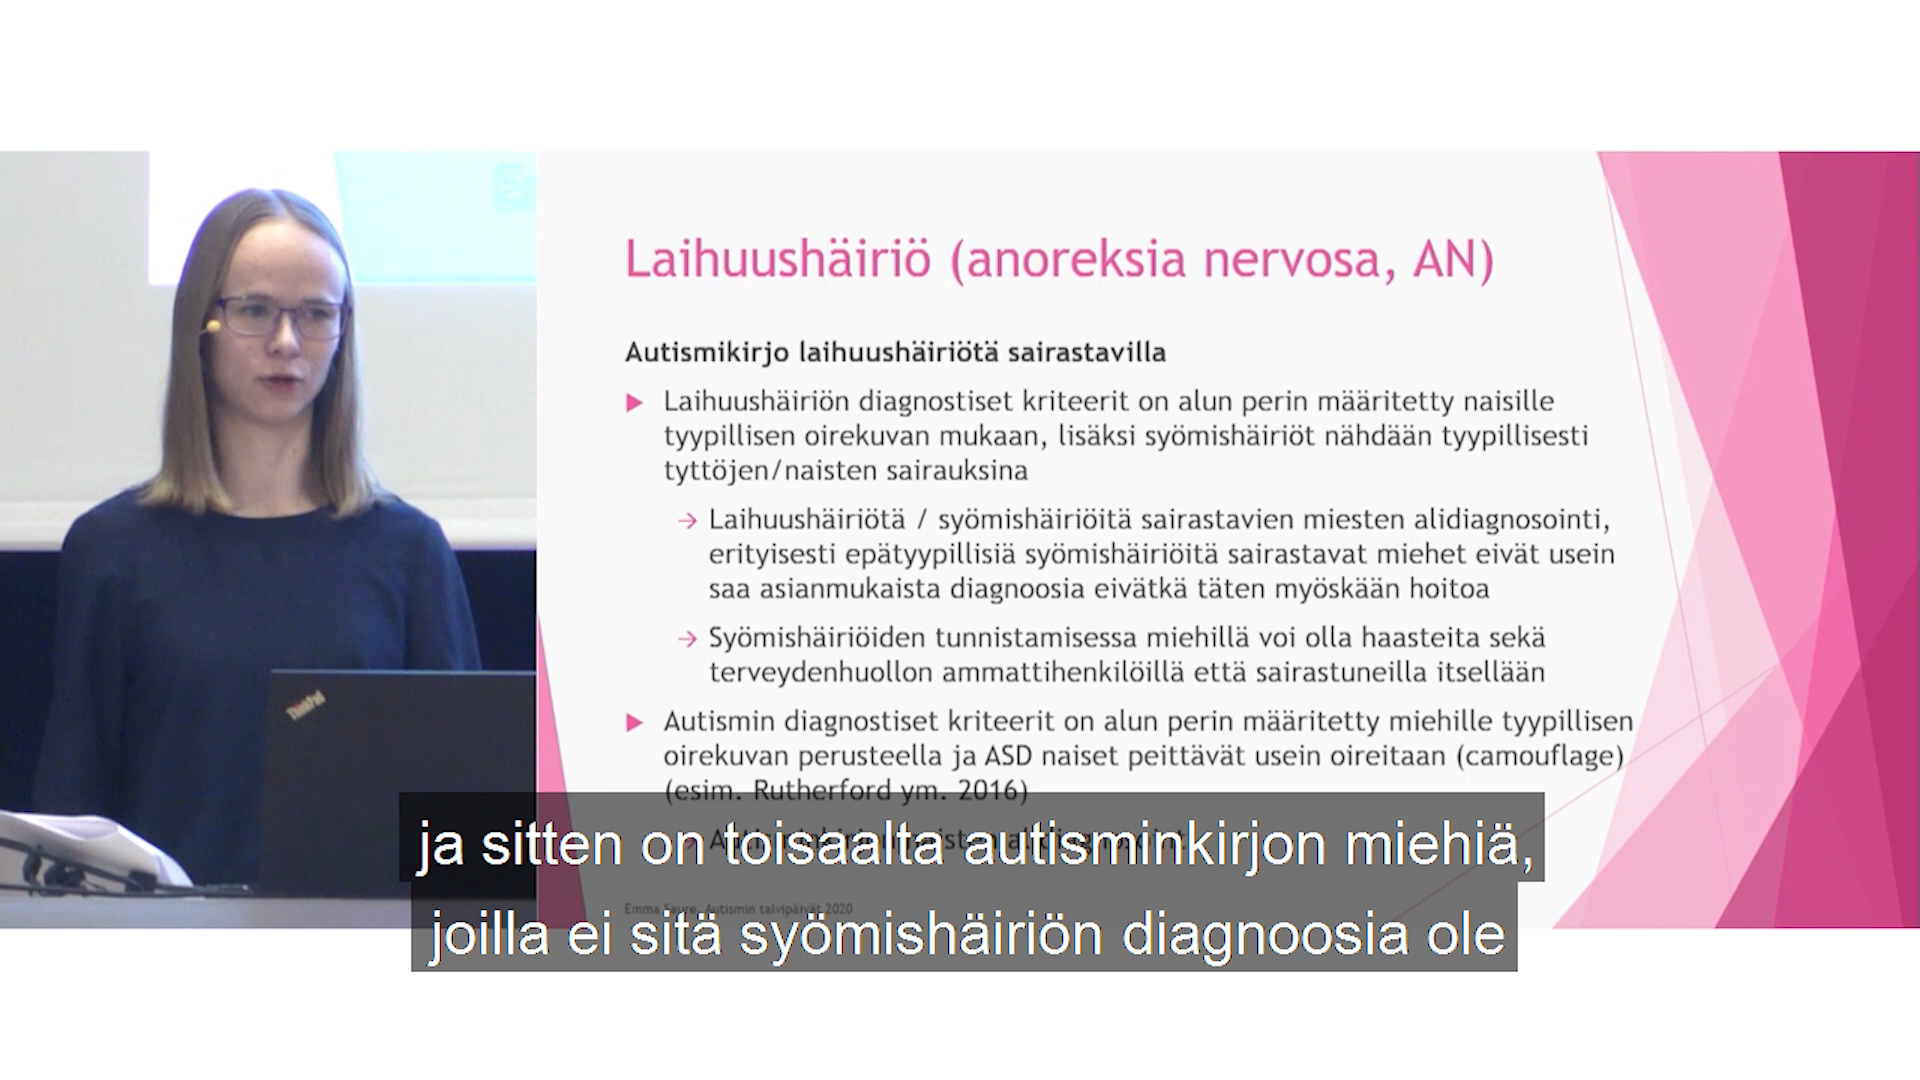 Laihuushäiriö (anoreksia nervosa, AN)
Autismikirjo laihuushäiriötä sairastavilla
Laihuushäiriön diagnostiset kriteerit on alun perin määritetty naisille
tyypillisen oirekuvan mukaan, lisäksi syömishäiriöt nähdään tyypillisesti
tyttöjen/naisten sairauksina
→ Laihuushäiriötä / syömishäiriöitä sairastavien miesten alidiagnosointi,
erityisesti epätyypillisiä syömishäiriöitä sairastavat miehet eivät usein
saa asianmukaista diagnoosia eivätkä täten myöskään hoitoa
→ Syömishäiriöiden tunnistamisessa miehillä voi olla haasteita sekä
terveydenhuollon ammattihenkilöillä että sairastuneilla itsellään
Autismin diagnostiset kriteerit on alun perin määritetty miehille tyypillisen
oirekuvan perusteella ja ASD naiset peittävät usein oireitaan (camouflage)
(esim. Rutherford ym. 2016)
Emma Saure, Autismin talvipäivät 2020
ThinkPad
ja sitten on toisaalta autisminkirjon miehiä,
joilla ei sitä syömishäiriön diagnoosia ole